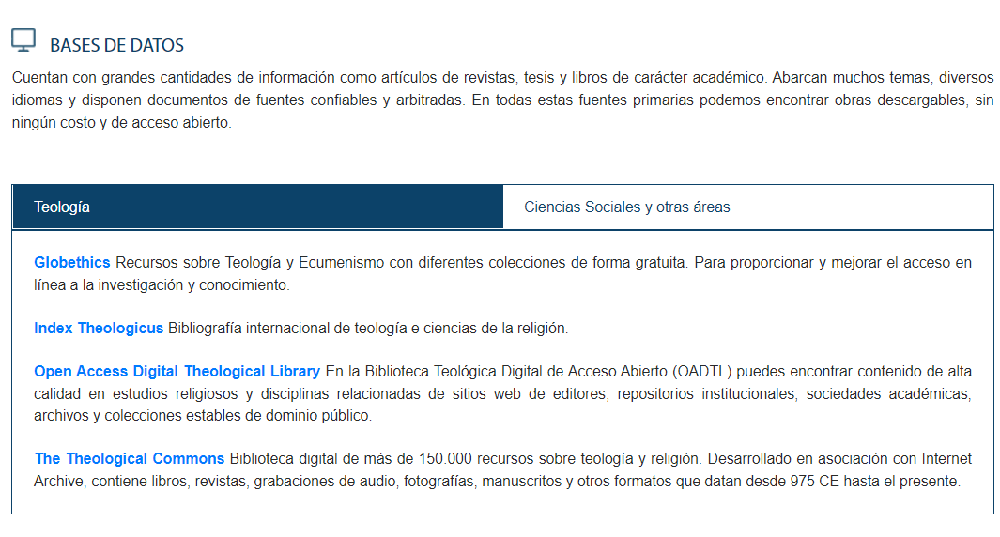 BASES DE DATOS
Cuentan con grandes cantidades de información como artículos de revistas, tesis y libros de carácter académico. Abarcan muchos temas, diversos
idiomas y disponen documentos de fuentes confiables y arbitradas. En todas estas fuentes primarias podemos encontrar obras descargables, sin
ningún costo y de acceso abierto.
Teología
Ciencias Sociales y otras áreas
Globethics Recursos sobre Teología y Ecumenismo con diferentes colecciones de forma gratuita. Para proporcionar y mejorar el acceso en
línea a la investigación y conocimiento.
Index Theologicus Bibliografía internacional de teología e ciencias de la religión.
Open Access Digital Theological Library En la Biblioteca Teológica Digital de Acceso Abierto (OADTL) puedes encontrar contenido de alta
calidad en estudios religiosos y disciplinas relacionadas de sitios web de editores, repositorios institucionales, sociedades académicas,
archivos y colecciones estables de dominio público.
The Theological Commons Biblioteca digital de más de 150.000 recursos sobre teología y religión. Desarrollado en asociación con Internet
Archive, contiene libros, revistas, grabaciones de audio, fotografías, manuscritos y otros formatos que datan desde 975 CE hasta el presente.